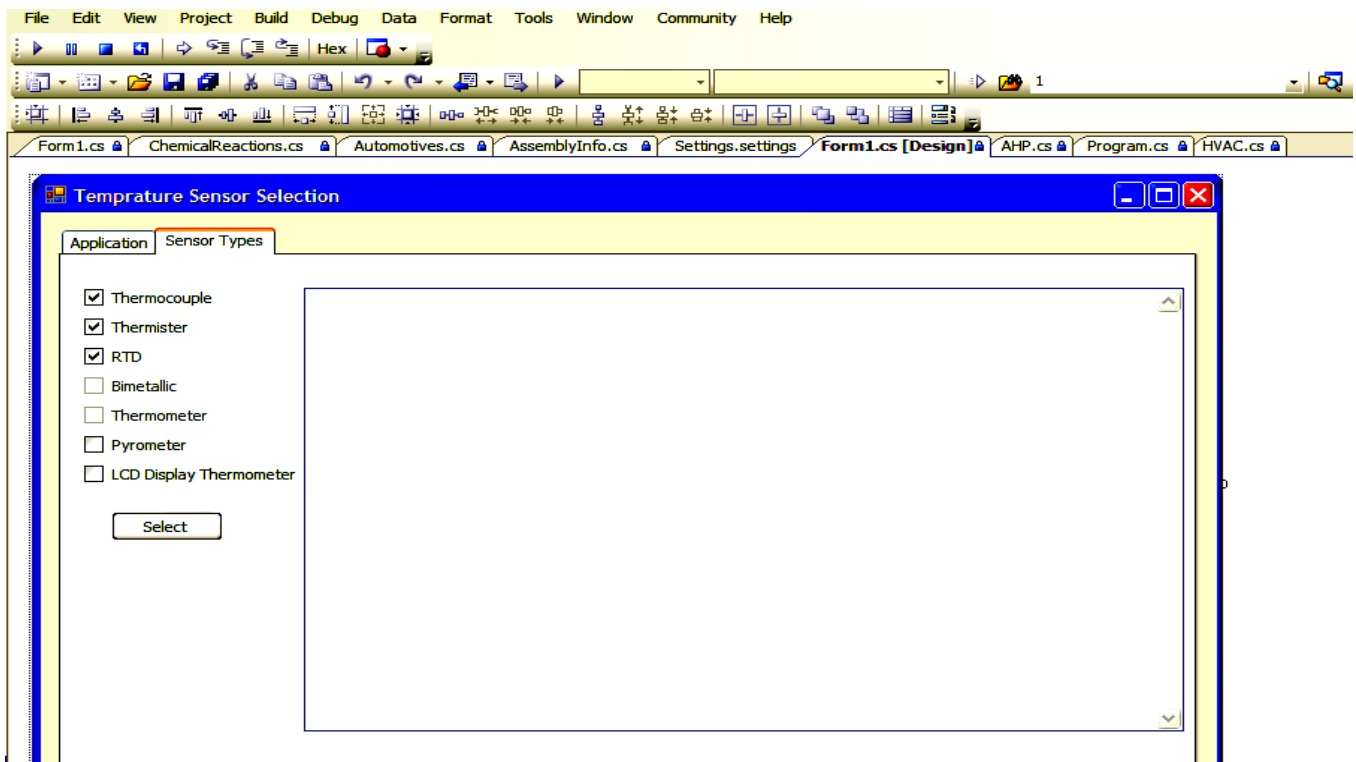 File Edit View Project Build Debug Data Format Tools Window Community Help
Hex
1
Form1.cs ChemicalReactions.cs Automotives.cs AssemblyInfo.cs Settings.settings Form1.cs [Design] AHP.cs Program.cs HVAC.cs
Temprature Sensor Selection
Application Sensor Types
Thermocouple
Thermister
RTD
Bimetallic
Thermometer
Pyrometer
LCD Display Thermometer
Select